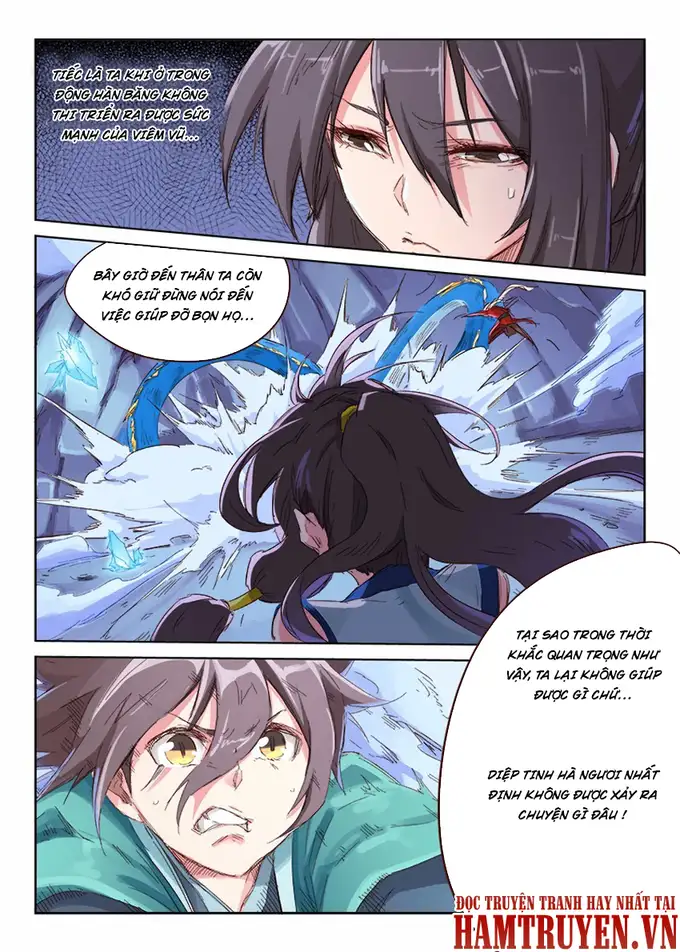 TIẾC LÀ TA KHI Ở TRONG
ĐỘNG HÀN BĂNG KHÔNG
THI TRIỂN RA ĐƯỢC SỨC
MẠNH CỦA VIÊM VŨ...
BÂY GIỜ ĐẾN THÂN TA CÒN
KHÓ GIỮ ĐỪNG NÓI ĐẾN
VIỆC GIÚP ĐỠ BỌN HỌ...
TẠI SAO TRONG THỜI
KHẮC QUAN TRỌNG NHƯ
VẬY, TA LẠI KHÔNG GIÚP
ĐƯỢC GÌ CHỨ...
DIỆP TINH HÀ NGƯƠI NHẤT
ĐỊNH KHÔNG ĐƯỢC XẢY RA
CHUYỆN GÌ ĐÂU !
ĐỌC TRUYỆN TRANH HAY NHẤT TẠI
HAMTRUYEN.VN